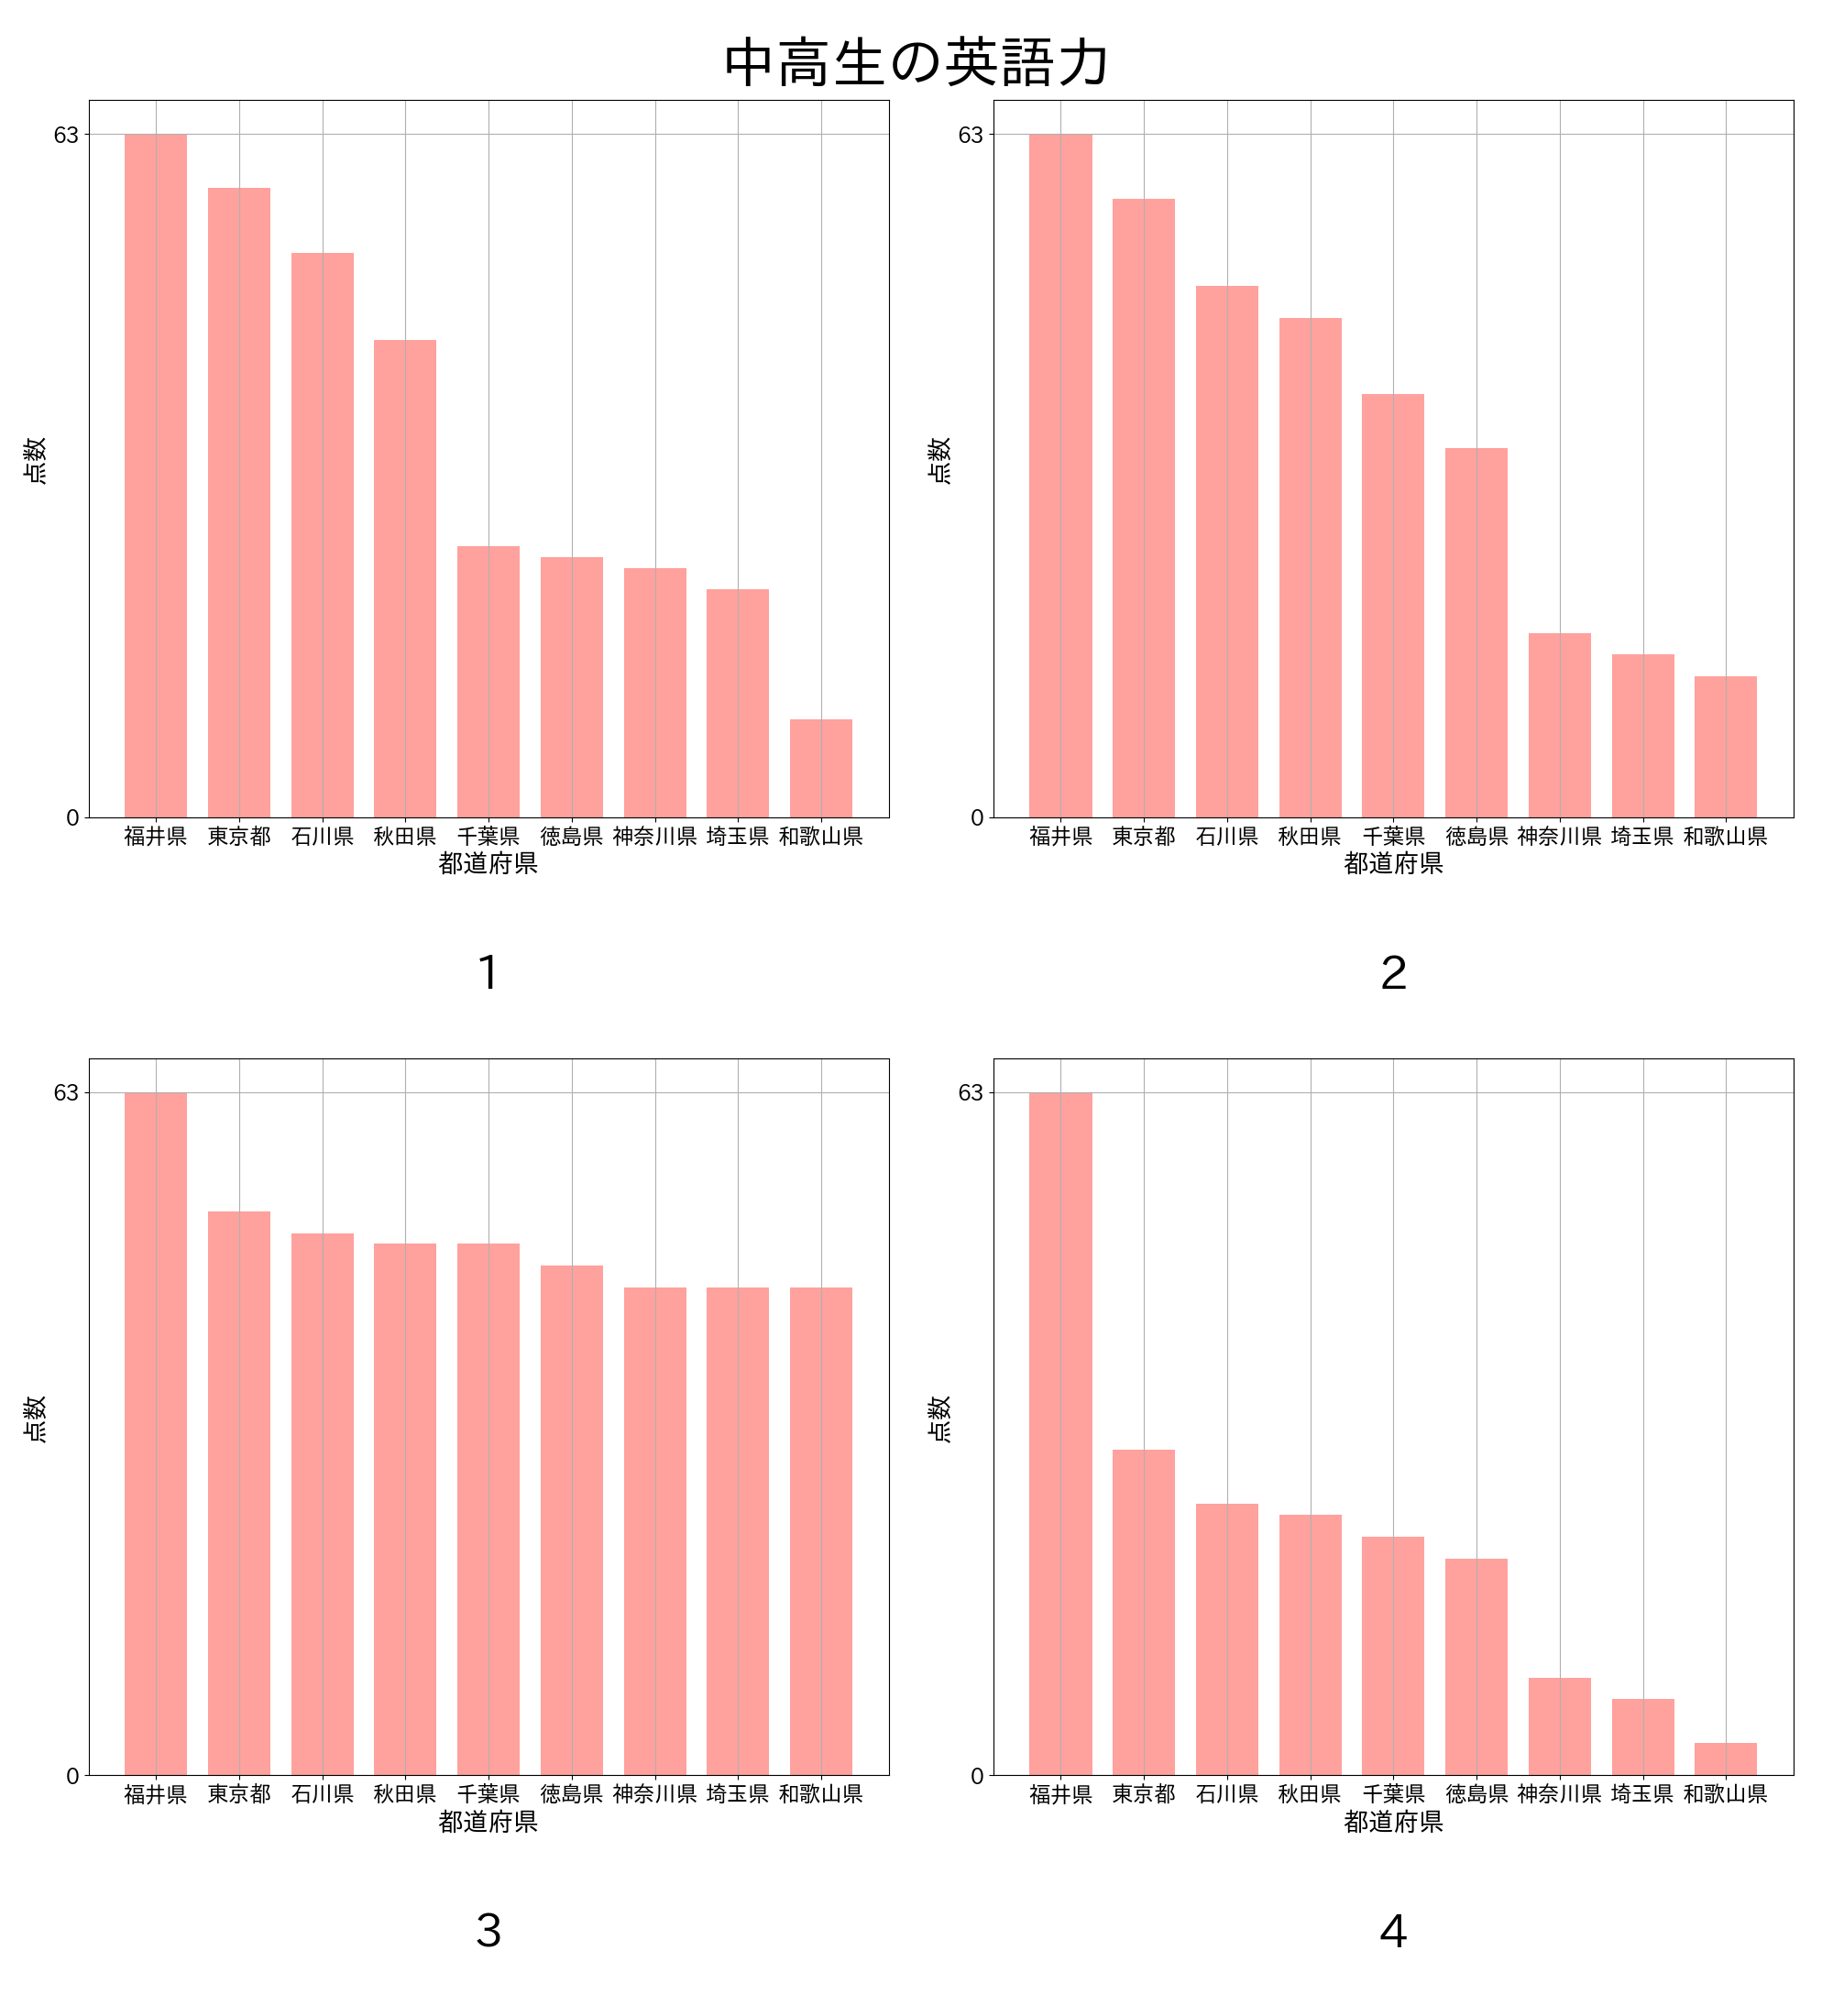 中高生の英語力
63
0
点数
福井県 東京都 石川県 秋田県 千葉県 徳島県 神奈川県 埼玉県 和歌山県
都道府県
1
63
0
点数
福井県 東京都 石川県 秋田県 千葉県 徳島県 神奈川県 埼玉県 和歌山県
都道府県
2
63
0
点数
福井県 東京都 石川県 秋田県 千葉県 徳島県 神奈川県 埼玉県 和歌山県
都道府県
3
63
0
点数
福井県 東京都 石川県 秋田県 千葉県 徳島県 神奈川県 埼玉県 和歌山県
都道府県
4